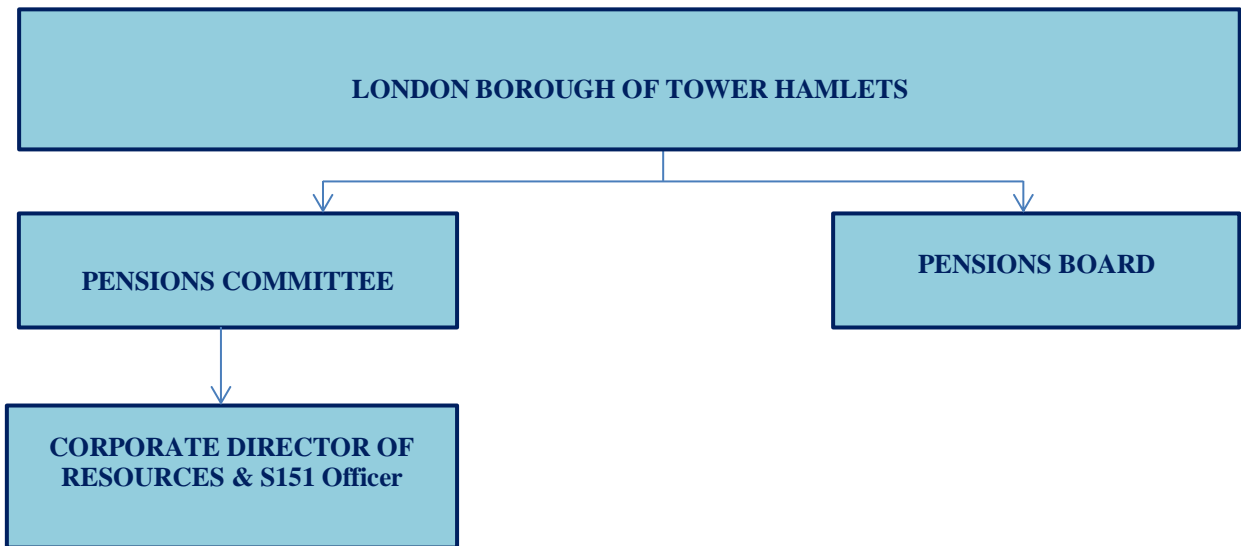 LONDON BOROUGH OF TOWER HAMLETS
PENSIONS COMMITTEE
PENSIONS BOARD
CORPORATE DIRECTOR OF
RESOURCES & S151 Officer